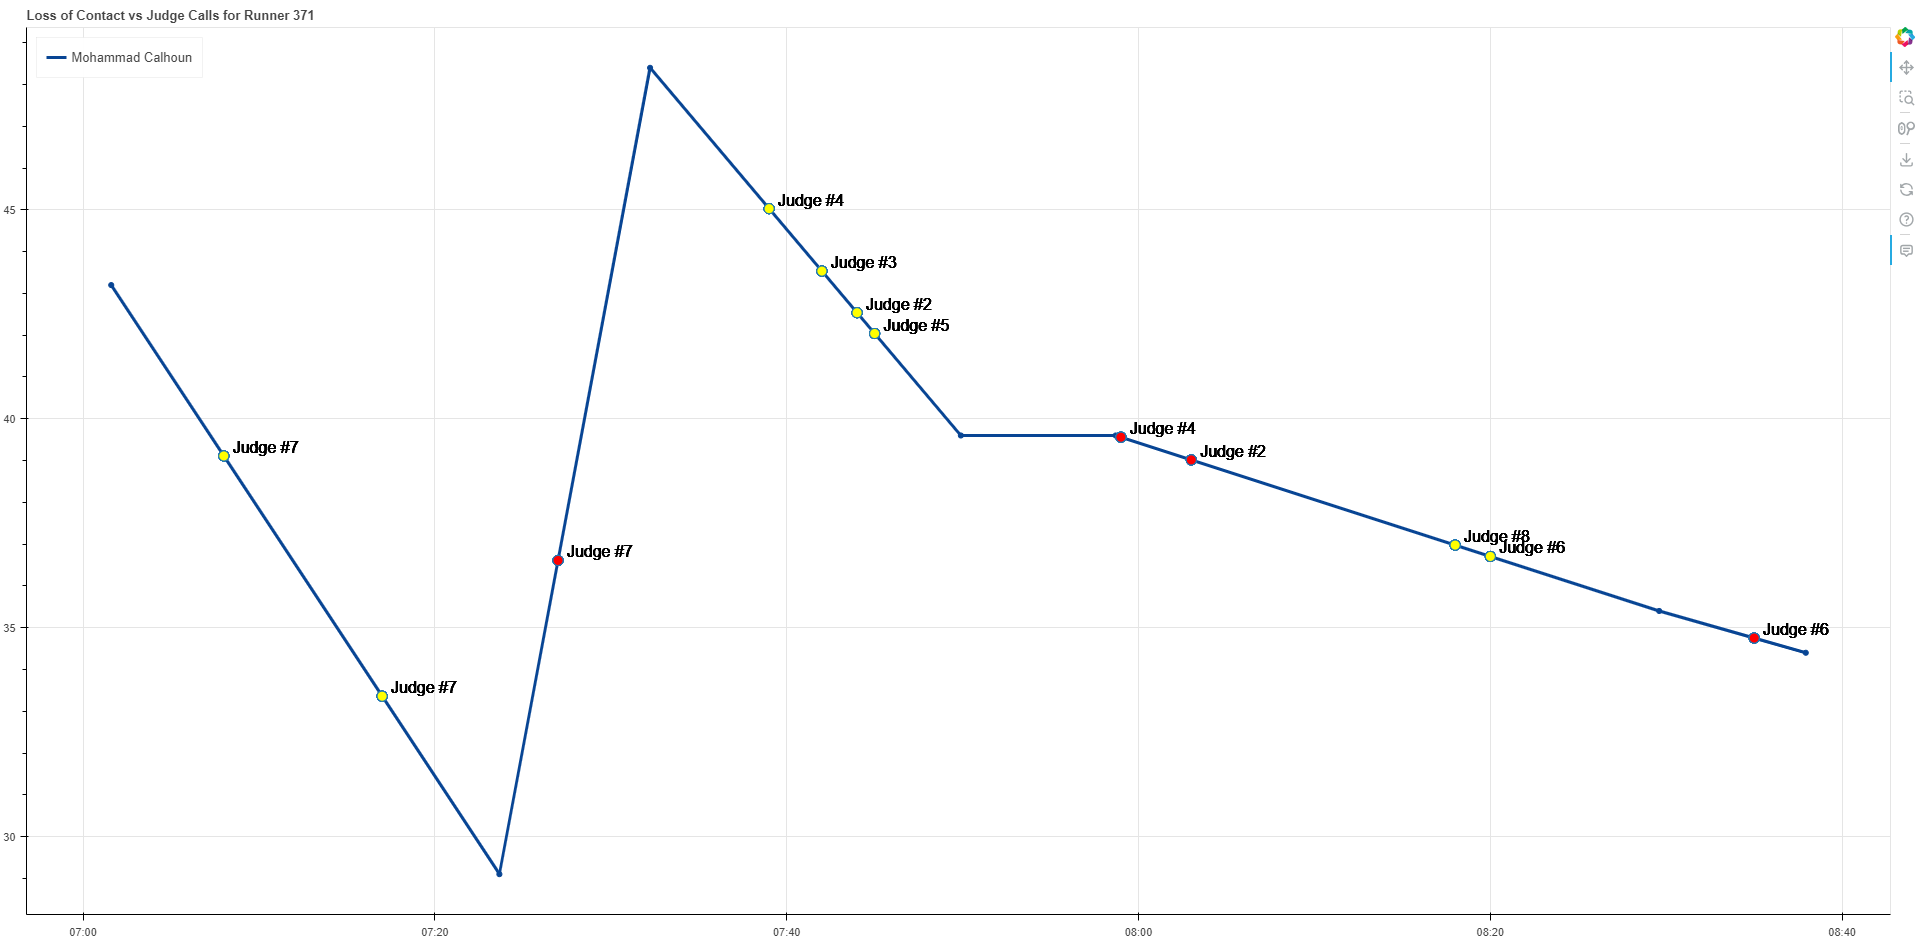 Loss of Contact vs Judge Calls for Runner 371
Mohammad Calhoun
45
40
35
30
Judge #4
Judge #3
Judge #2
Judge #5
Judge #4
Judge #7
Judge #2
Judge #8
Judge #6
Judge #7
Judge #6
Judge #7
07:00
07:20
07:40
08:00
08:20
08:40